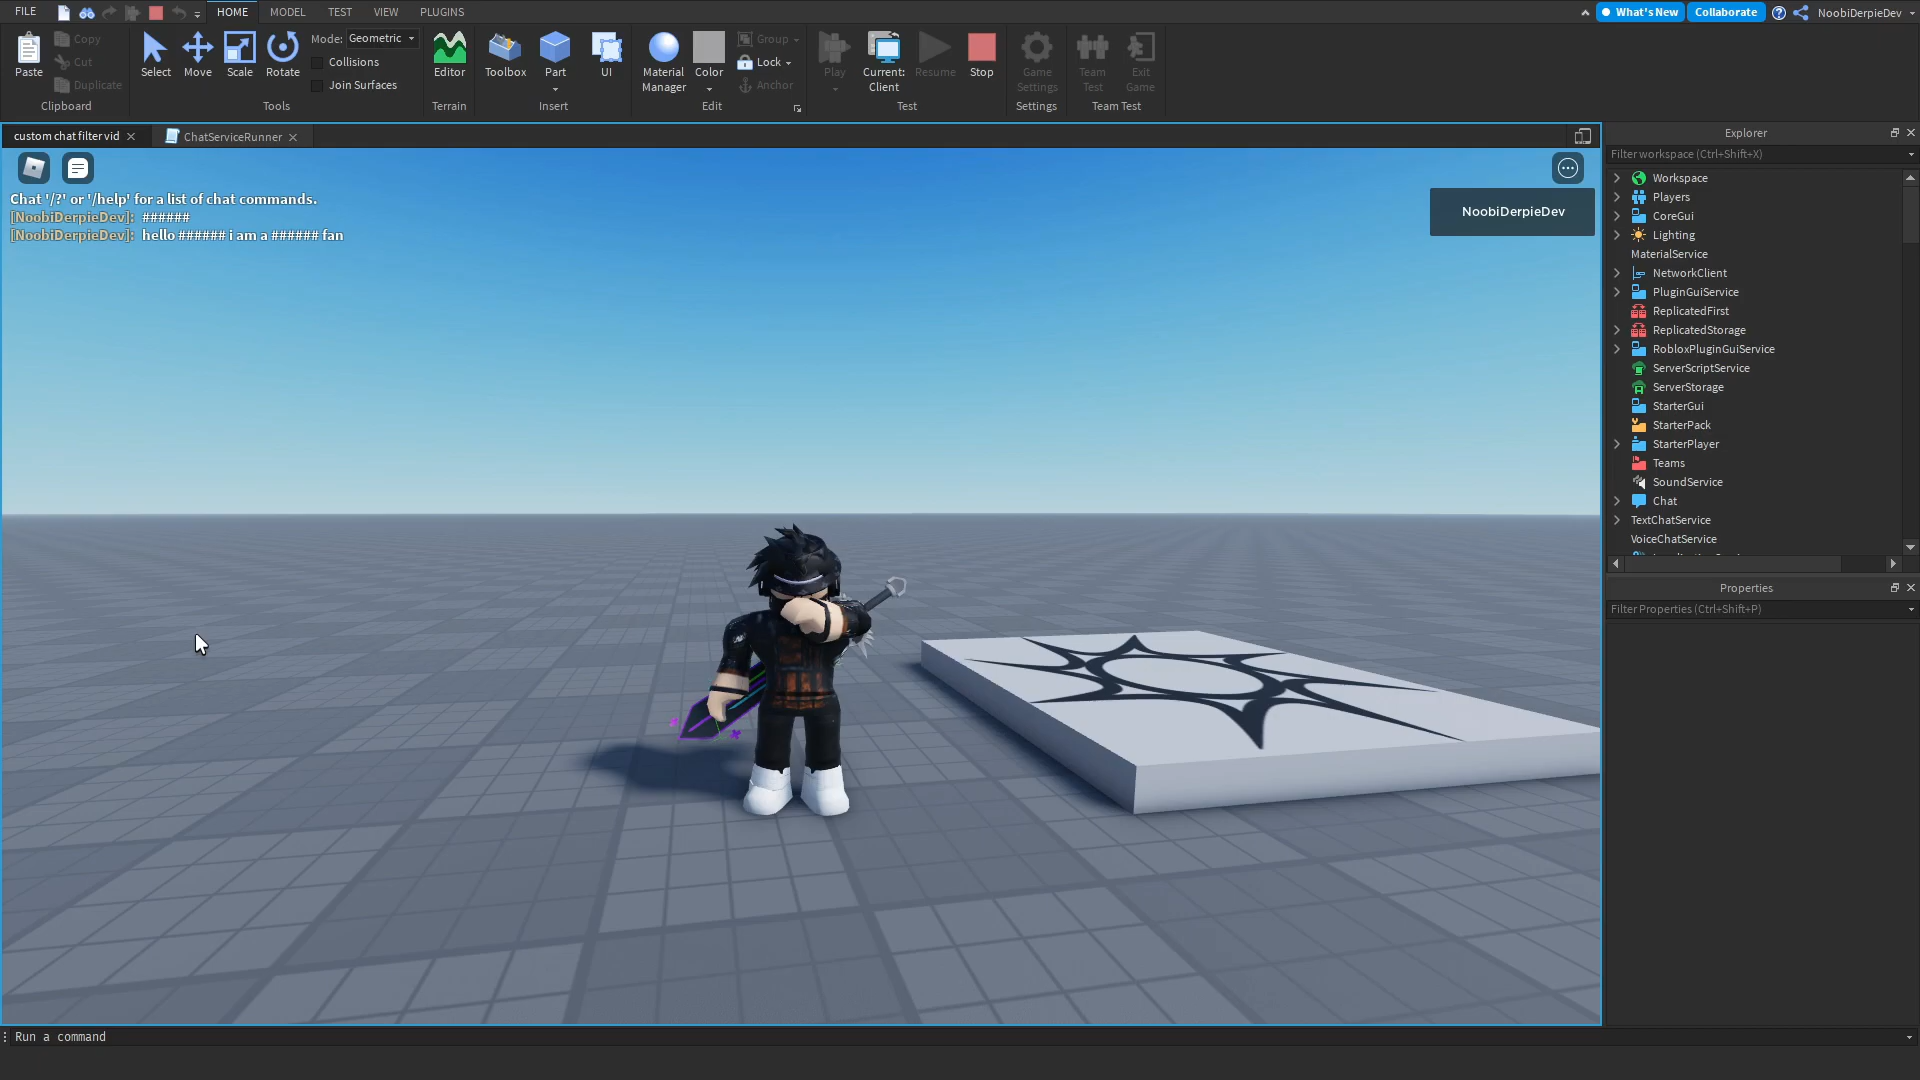 FILE HOME MODEL TEST VIEW PLUGINS What's New Collaborate NoobiDerpieDev
Paste Copy Cut Duplicate
Clipboard
Select Move Scale Rotate Mode: Geometric Collisions Join Surfaces
Tools
Editor
Terrain
Toolbox Part UI
Insert
Material Manager Color Group Lock Anchor
Edit
Play Current: Client Resume Stop
Test
Game Settings
Settings
Team Test Exit Game
Team Test
custom chat filter vid ChatServiceRunner
Chat '/?' or '/help' for a list of chat commands.
[NoobiDerpieDev]: ######
[NoobiDerpieDev]: hello ###### i am a ###### fan
NoobiDerpieDev
Explorer
Filter workspace (Ctrl+Shift+X)
Workspace
Players
CoreGui
Lighting
MaterialService
NetworkClient
PluginGuiService
ReplicatedFirst
ReplicatedStorage
RobloxPluginGuiService
ServerScriptService
ServerStorage
StarterGui
StarterPack
StarterPlayer
Teams
SoundService
Chat
TextChatService
VoiceChatService
Properties
Filter Properties (Ctrl+Shift+P)
Run a command